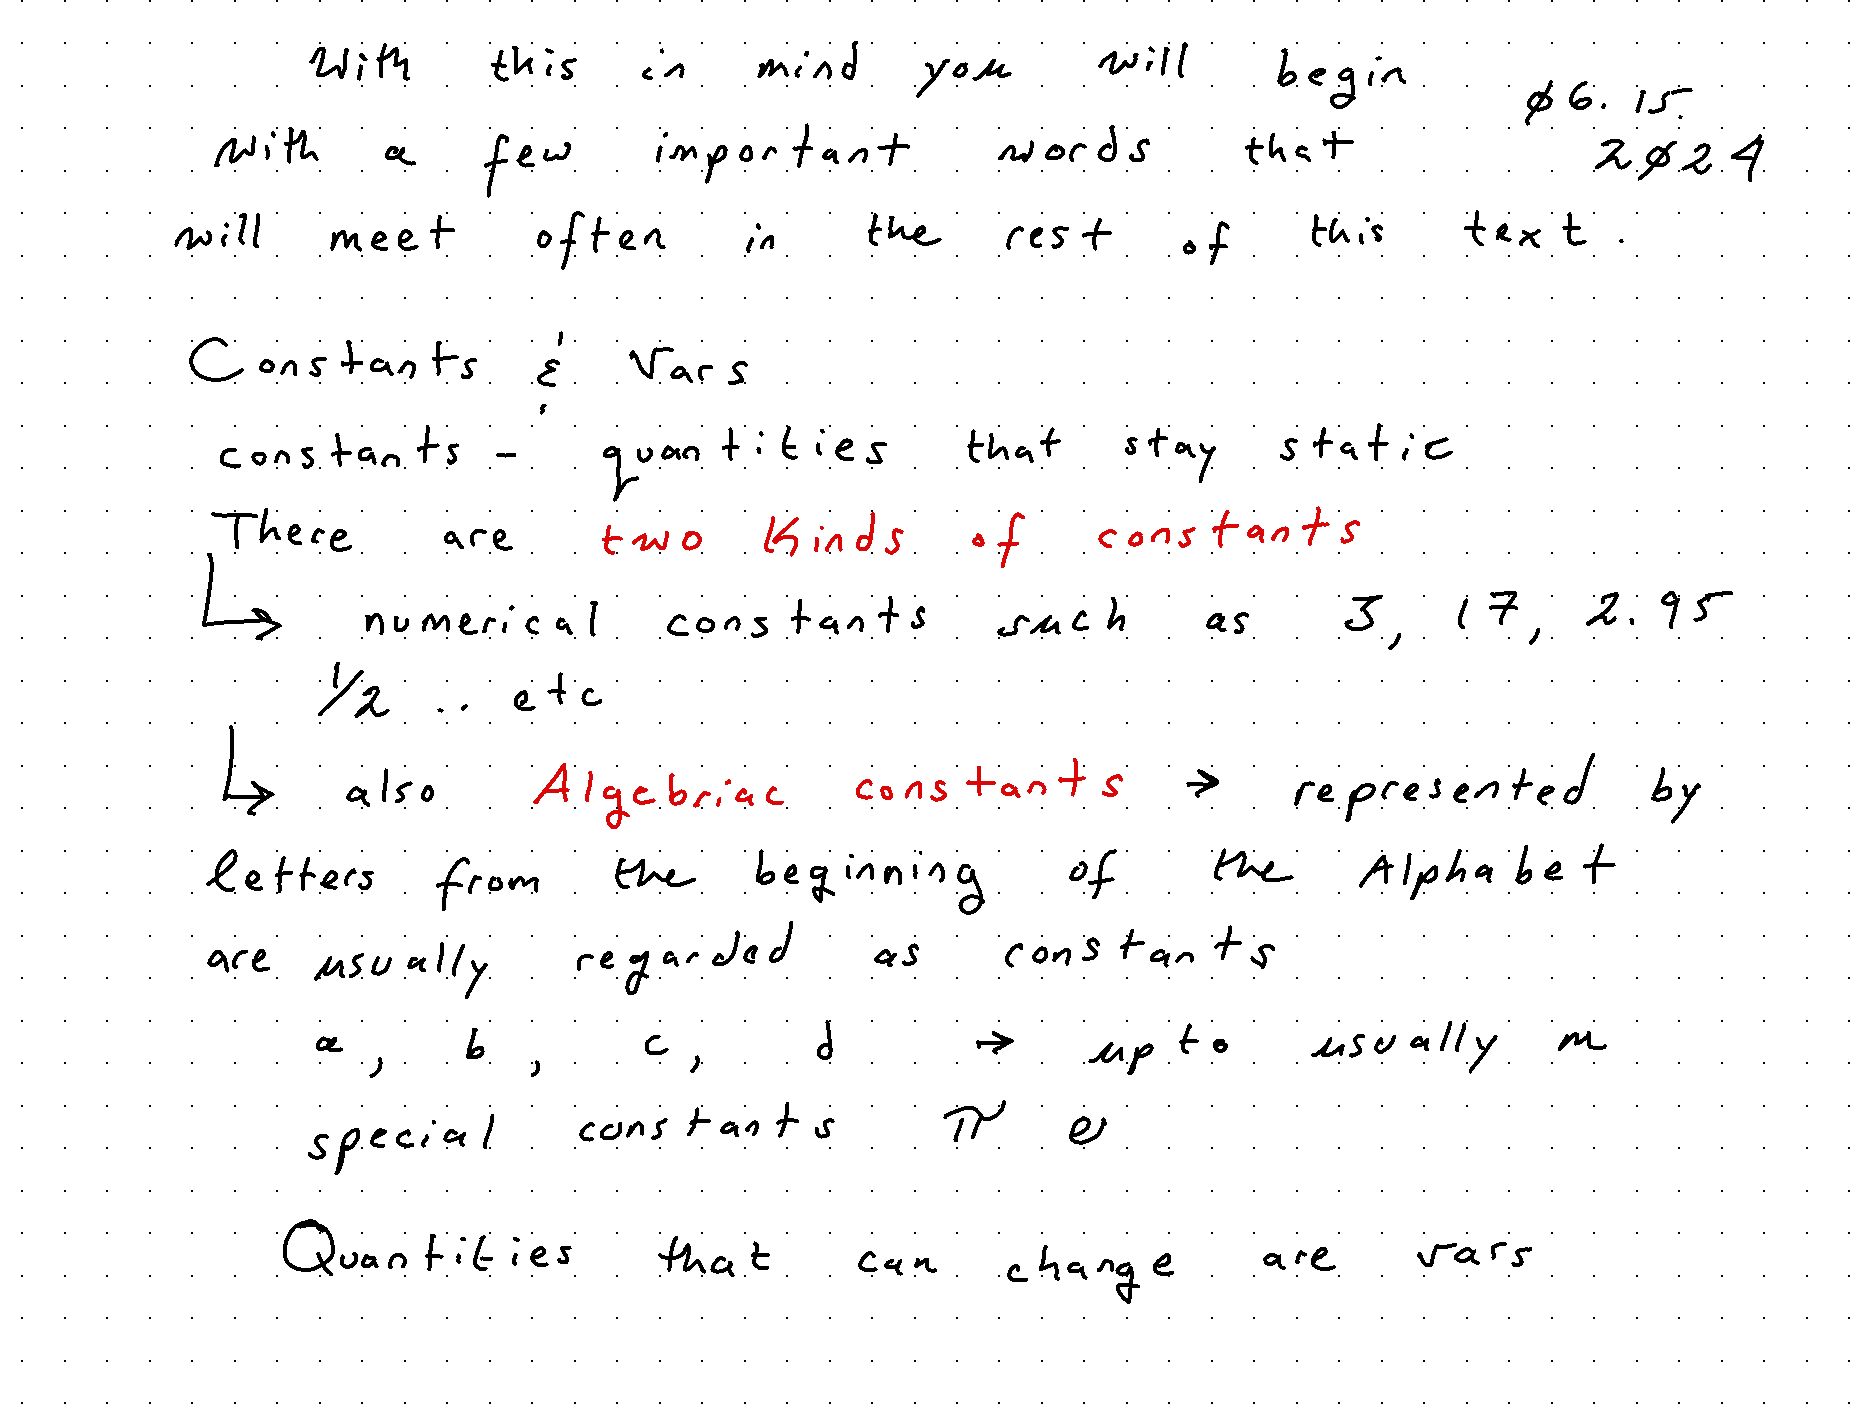 With this in mind you will begin
ø6.15.
2ø24
with a few important words that
will meet often in the rest of this text.
Constants & Vars
constants - quantities that stay static
There are two Kinds of constants
↳ numerical constants such as 3, 17, 2.95
1/2 .. etc
↳ also Algebriac constants → represented by
letters from the beginning of the Alphabet
are usually regarded as constants
a, b, c, d → up to usually m
special constants π e
Quantities that can change are vars